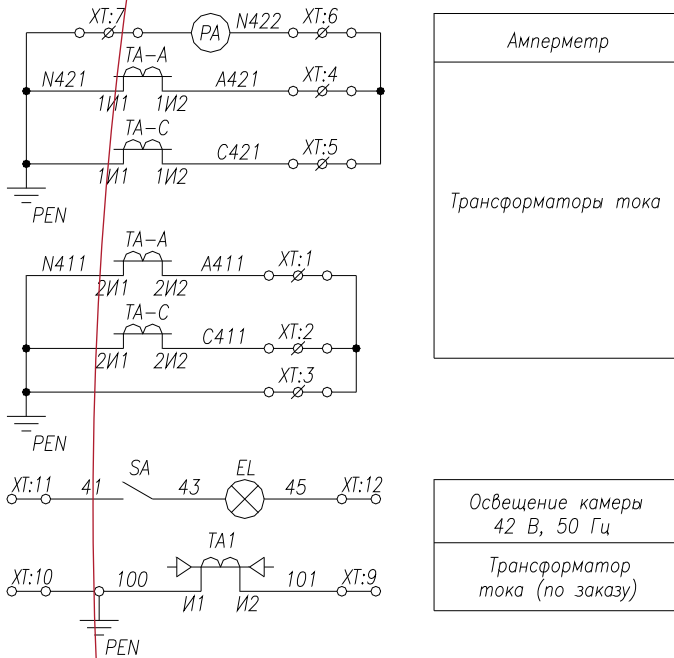 XT:7 PA N422 XT:6
TA-A
N421 A421 XT:4
1И1 1И2
TA-C
C421 XT:5
1И1 1И2
PEN
TA-A
N411 A411 XT:1
2И1 2И2
TA-C
C411 XT:2
2И1 2И2
XT:3
PEN
SA EL
XT:11 41 43 45 XT:12
TA1
XT:10 100 101 XT:9
И1 И2
PEN
Амперметр
Трансформаторы тока
Освещение камеры
42 В, 50 Гц
Трансформатор
тока (по заказу)